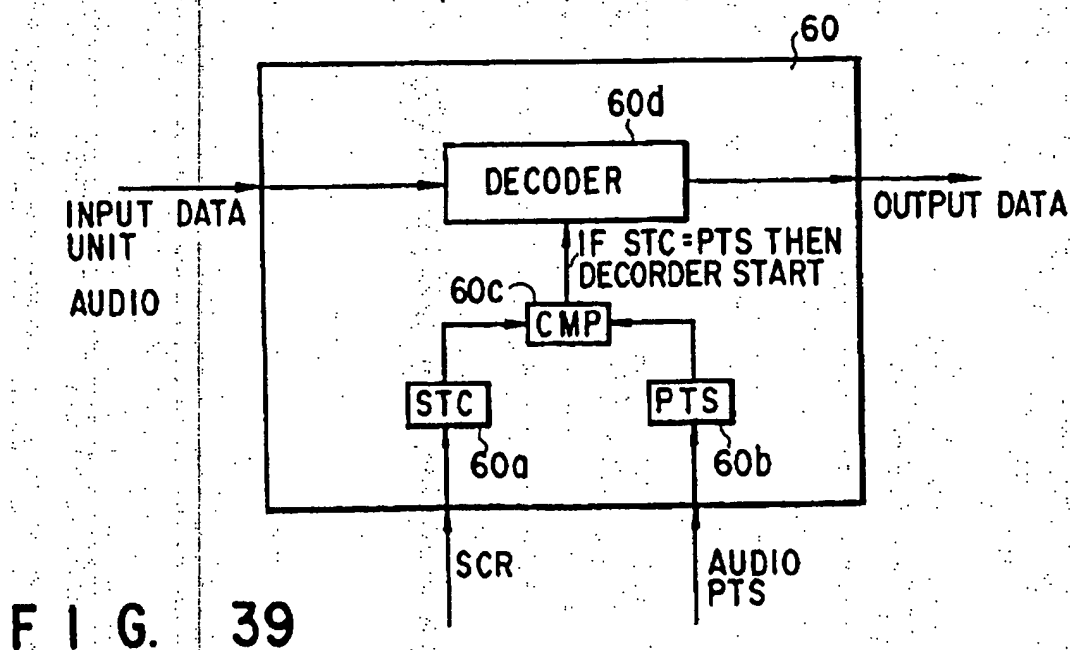 60
60d
DECODER
INPUT DATA
UNIT
AUDIO
OUTPUT DATA
IF STC=PTS THEN
DECORDER START
60c
CMP
STC
PTS
60a
60b
SCR
AUDIO
PTS
FIG. 39